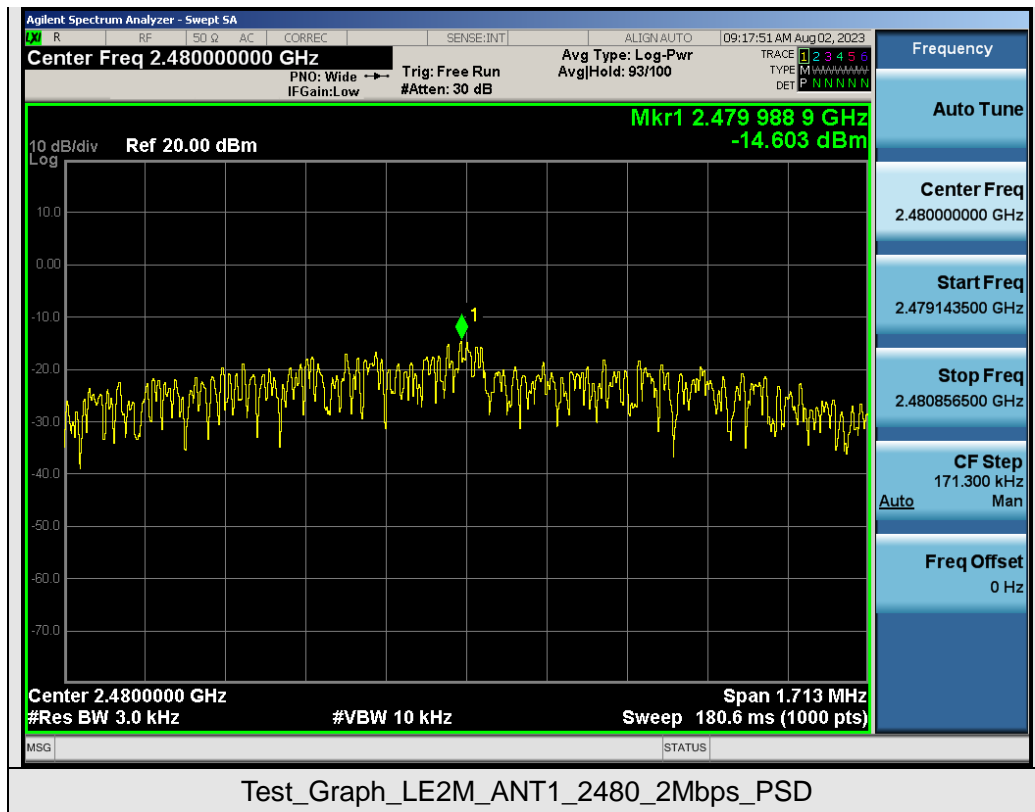 Agilent Spectrum Analyzer - Swept SA
LXI R RF 50 Ω AC CORREC SENSE:INT ALIGN AUTO 09:17:51 AM Aug 02, 2023
Center Freq 2.480000000 GHz
PNO: Wide
IFGain:Low
Trig: Free Run
#Atten: 30 dB
Avg Type: Log-Pwr
Avg|Hold: 93/100
TRACE 1 2 3 4 5 6
TYPE M
DET P N N N N N
Mkr1 2.479 988 9 GHz
-14.603 dBm
10 dB/div Ref 20.00 dBm
Log
10.0
0.00
-10.0
-20.0
-30.0
-40.0
-50.0
-60.0
-70.0
1
Center 2.4800000 GHz Span 1.713 MHz
#Res BW 3.0 kHz #VBW 10 kHz Sweep 180.6 ms (1000 pts)
MSG STATUS
Frequency
Auto Tune
Center Freq
2.480000000 GHz
Start Freq
2.479143500 GHz
Stop Freq
2.480856500 GHz
CF Step
171.300 kHz
Auto Man
Freq Offset
0 Hz
Test_Graph_LE2M_ANT1_2480_2Mbps_PSD